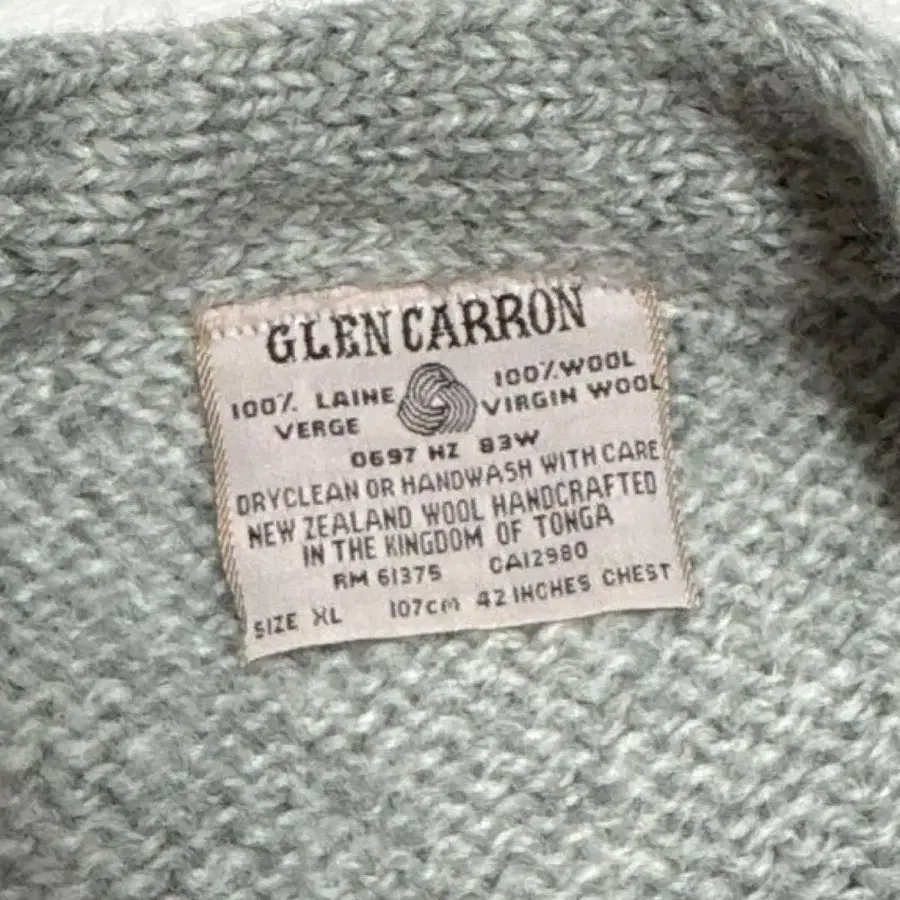 GLEN CARRON
100% LAINE VERGE
100% WOOL VIRGIN WOOL
0697 HZ 83W
DRYCLEAN OR HANDWASH WITH CARE
NEW ZEALAND WOOL HANDCRAFTED
IN THE KINGDOM OF TONGA
RM 61375 CA12980
SIZE XL 107cm 42 INCHES CHEST